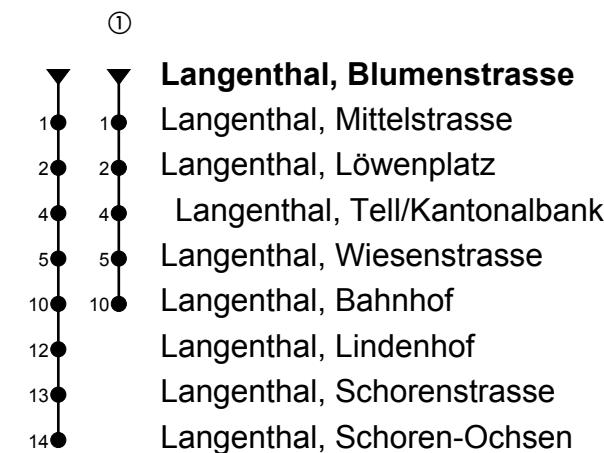 ①
Langenthal, Blumenstrasse
1 1 Langenthal, Mittelstrasse
2 2 Langenthal, Löwenplatz
4 4 Langenthal, Tell/Kantonalbank
5 5 Langenthal, Wiesenstrasse
10 10 Langenthal, Bahnhof
12 Langenthal, Lindenhof
13 Langenthal, Schorenstrasse
14 Langenthal, Schoren-Ochsen